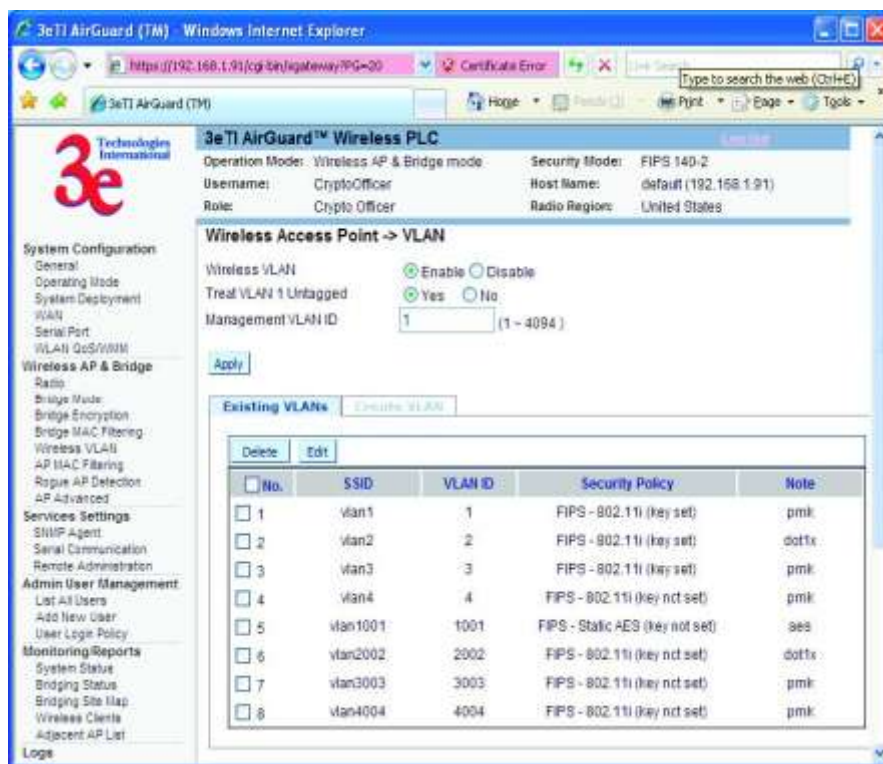 3eTI AirGuard (TM) Windows Internet Explorer
https://192.168.1.91/cgi-bin/sgateway?PG=20 Certificate Error Live Search
Type to search the web (Ctrl+E)
3eTI AirGuard (TM) Home Print Page Tools
3e Technologies International
3eTI AirGuard™ Wireless PLC
Operation Mode: Wireless AP & Bridge mode Security Mode: FIPS 140-2
Username: CryptoOfficer Host Name: default (192.168.1.91)
Role: Crypto Officer Radio Region: United States
System Configuration
General
Operating Mode
System Deployment
WAN
Serial Port
WLAN QoS/WMM
Wireless AP & Bridge
Radio
Bridge Mode
Bridge Encryption
Bridge MAC Filtering
Wireless VLAN
AP MAC Filtering
Rogue AP Detection
AP Advanced
Services Settings
SNMP Agent
Serial Communication
Remote Administration
Admin User Management
List All Users
Add New User
User Login Policy
Monitoring/Reports
System Status
Bridging Status
Bridging Site Map
Wireless Clients
Adjacent AP List
Logs
Wireless Access Point -> VLAN
Wireless VLAN Enable Disable
Treat VLAN 1 Untagged Yes No
Management VLAN ID 1 (1 ~ 4094 )
Apply
Existing VLANs Create VLAN
Delete Edit
No. SSID VLAN ID Security Policy Note
1 vlan1 1 FIPS - 802.11i (key set) pmk
2 vlan2 2 FIPS - 802.11i (key set) dot1x
3 vlan3 3 FIPS - 802.11i (key set) pmk
4 vlan4 4 FIPS - 802.11i (key not set) pmk
5 vlan1001 1001 FIPS - Static AES (key not set) aes
6 vlan2002 2002 FIPS - 802.11i (key not set) dot1x
7 vlan3003 3003 FIPS - 802.11i (key not set) pmk
8 vlan4004 4004 FIPS - 802.11i (key not set) pmk